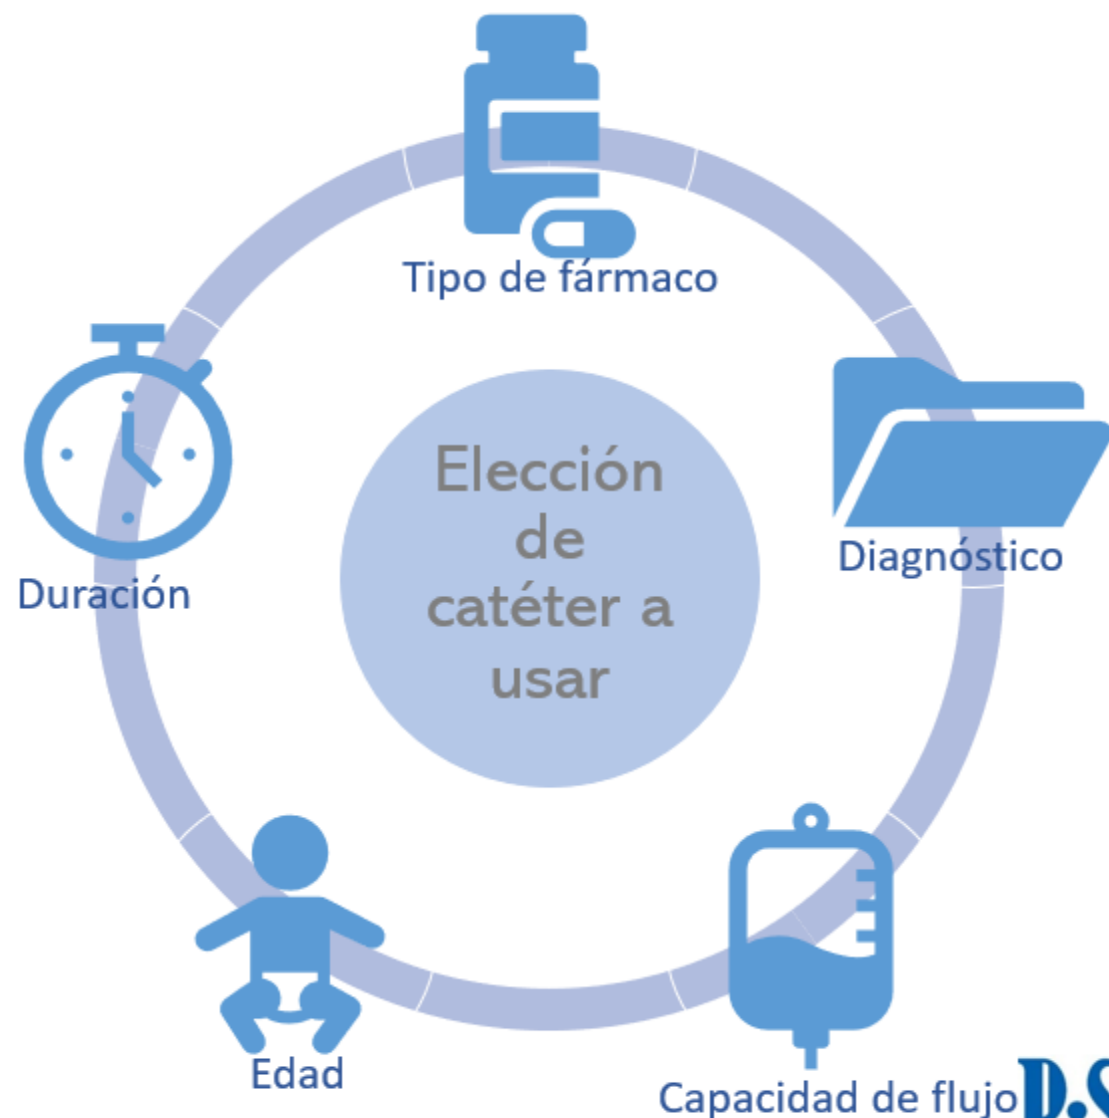 Tipo de fármaco
Diagnóstico
Duración
Elección
de
catéter a
usar
Edad
Capacidad de flujo